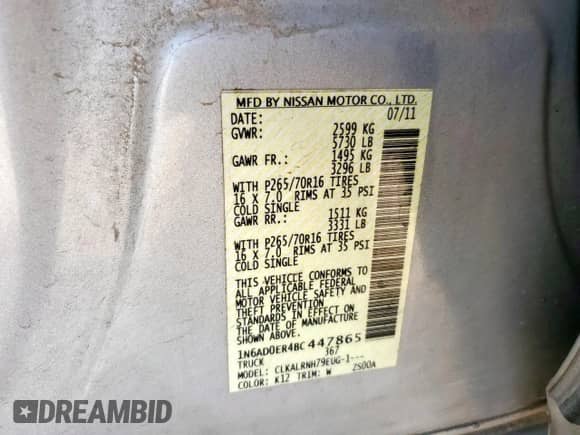 MFD BY NISSAN MOTOR CO., LTD.
DATE: 07/11
GVWR: 2599 KG
5730 LB
GAWR FR.: 1495 KG
3296 LB
WITH P265/70R16 TIRES
16 X 7.0 RIMS AT 35 PSI
COLD SINGLE
GAWR RR.: 1511 KG
3331 LB
WITH P265/70R16 TIRES
16 X 7.0 RIMS AT 35 PSI
COLD SINGLE
THIS VEHICLE CONFORMS TO
ALL APPLICABLE FEDERAL
MOTOR VEHICLE SAFETY AND
THEFT PREVENTION
STANDARDS IN EFFECT ON
THE DATE OF MANUFACTURE
1N6AD0ER4BC447865
TRUCK 367
MODEL: CLKALRNH79EUG-1---
COLOR: K12 TRIM: W 2S00A
DREAMBID